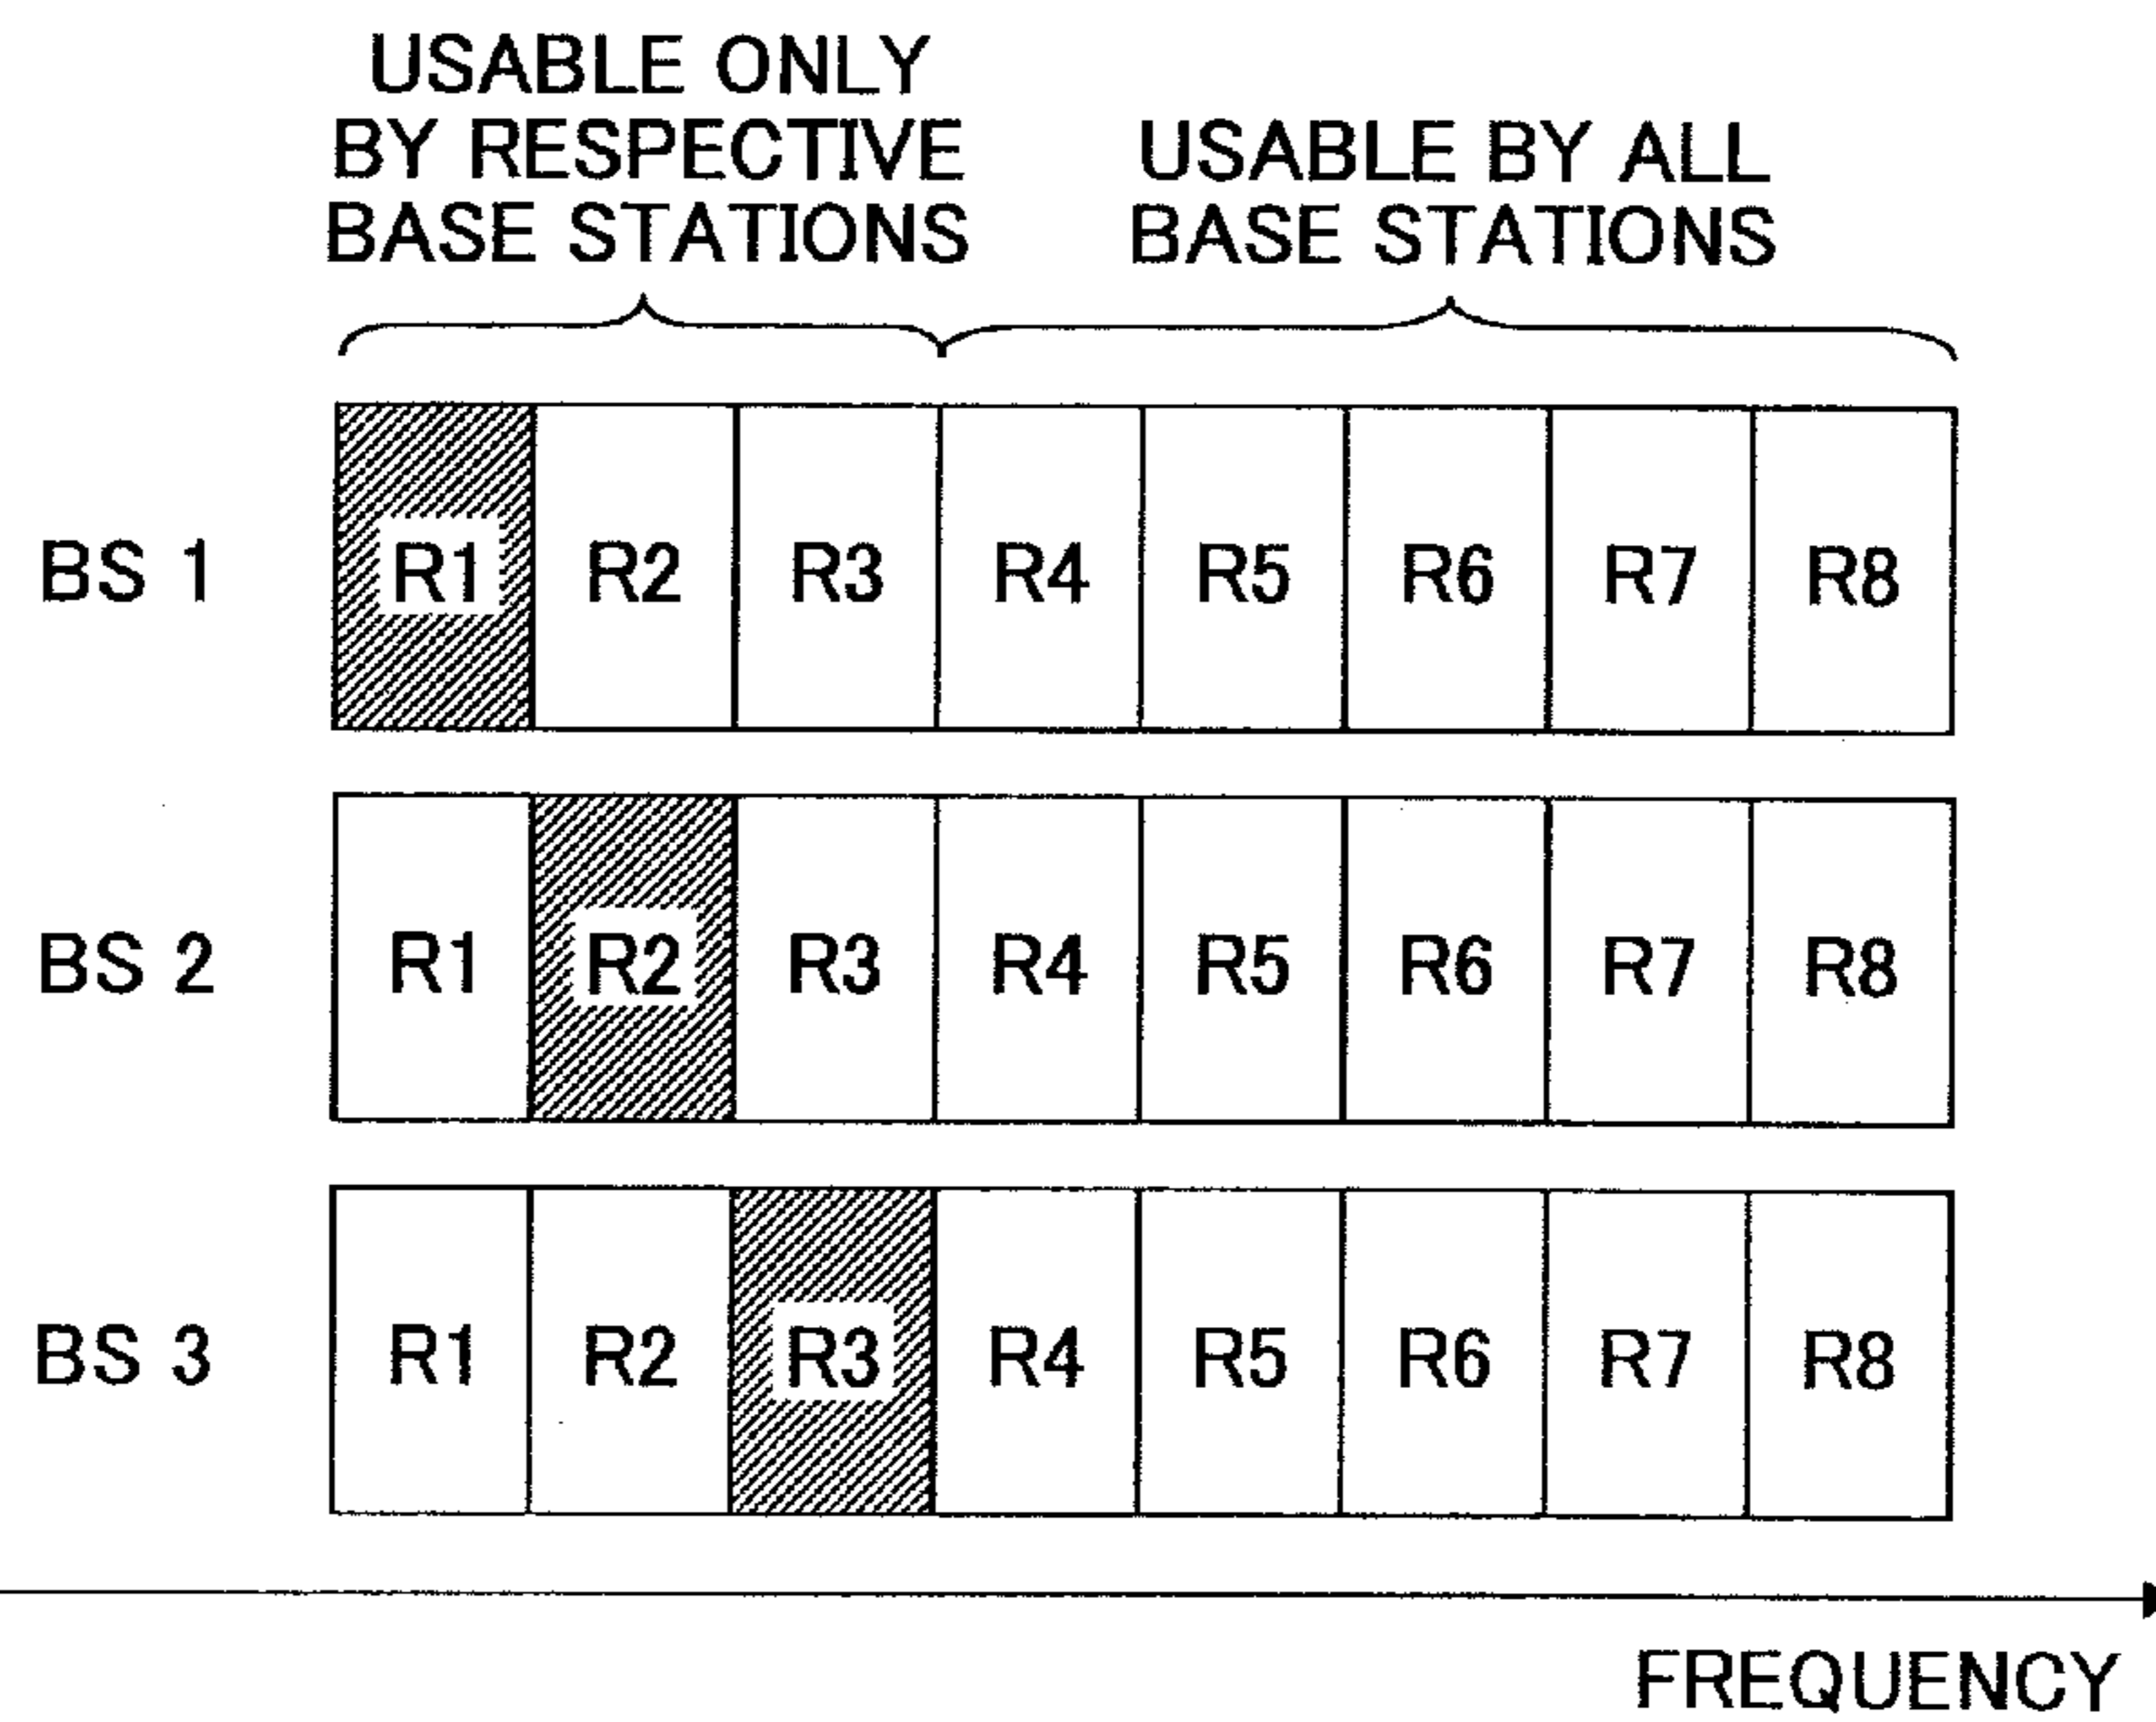 USABLE ONLY
BY RESPECTIVE
BASE STATIONS
USABLE BY ALL
BASE STATIONS
BS 1 R1 R2 R3 R4 R5 R6 R7 R8
BS 2 R1 R2 R3 R4 R5 R6 R7 R8
BS 3 R1 R2 R3 R4 R5 R6 R7 R8
FREQUENCY